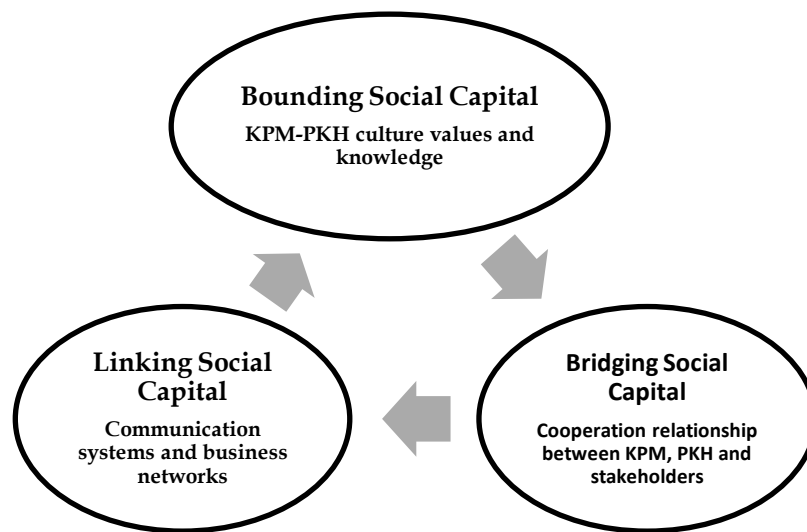 Bounding Social Capital
KPM-PKH culture values and
knowledge
Linking Social
Capital
Communication
systems and business
networks
Bridging Social
Capital
Cooperation relationship
between KPM, PKH and
stakeholders